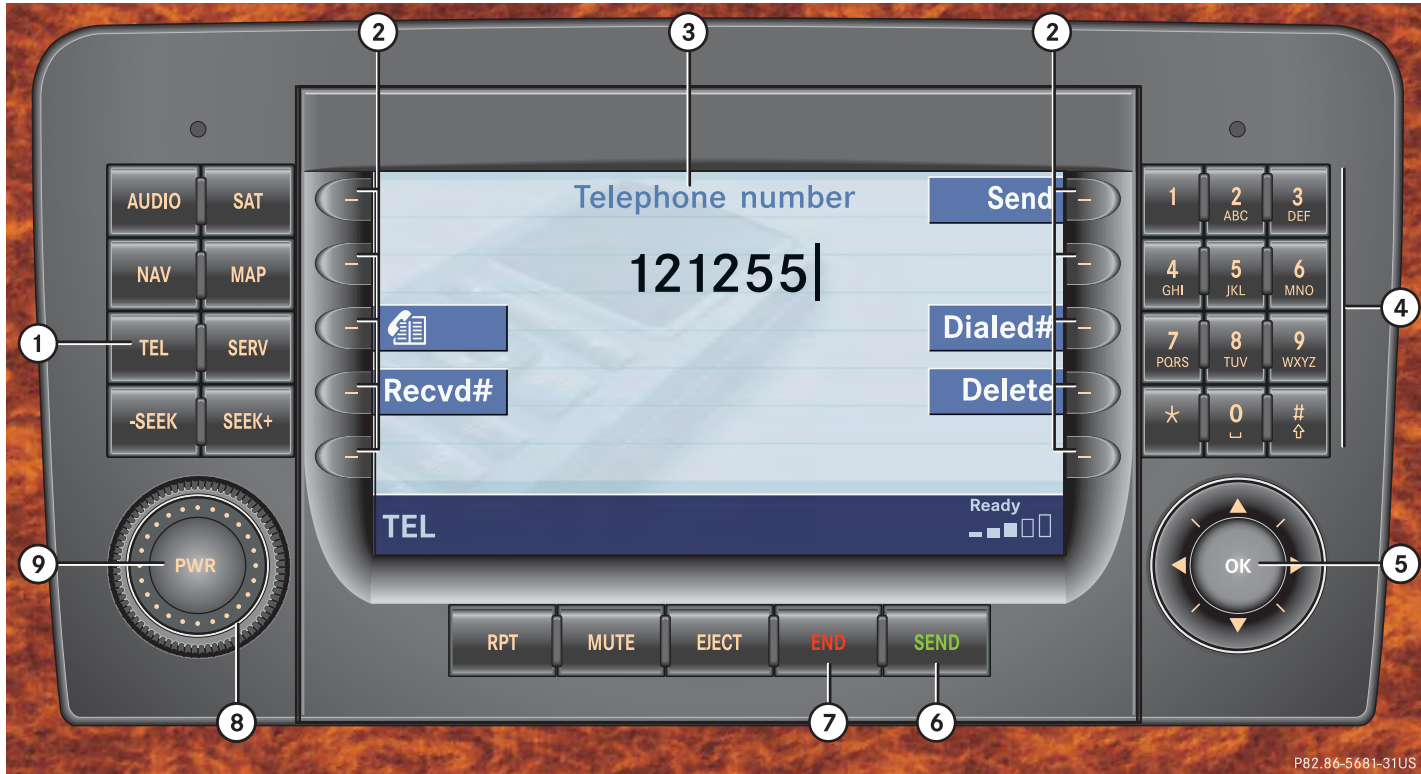 2 3 2
AUDIO SAT
NAV MAP
1 TEL SERV
-SEEK SEEK+
9 PWR
8
Telephone number
Send
121255
Dialed#
Recvd#
Delete
TEL
Ready
1 2 ABC 3 DEF
4 GHI 5 JKL 6 MNO
7 PQRS 8 TUV 9 WXYZ
* 0 #
4
OK 5
RPT MUTE EJECT END SEND
7 6
P82.86-5681-31US